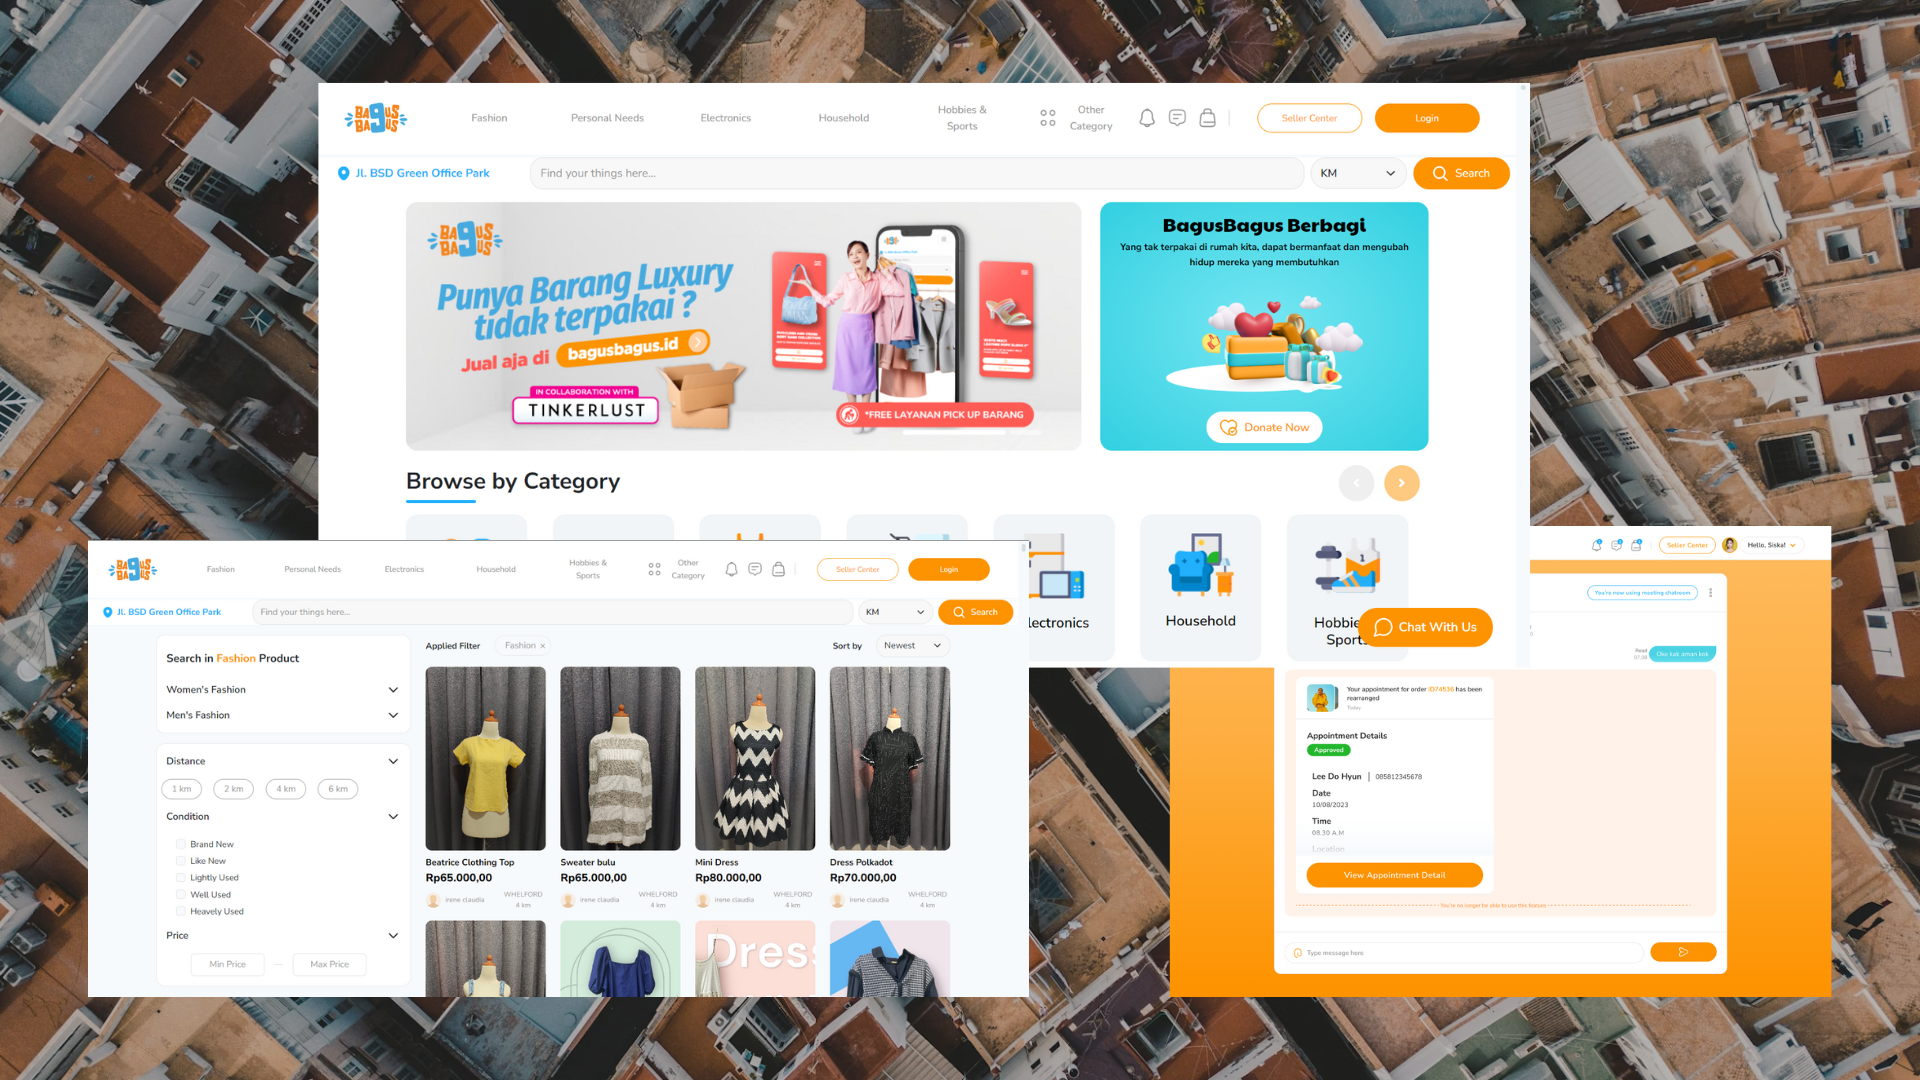 BAGUS
BAGUS
Fashion
Personal Needs
Electronics
Household
Hobbies &
Sports
Other
Category
Seller Center
Login
Jl. BSD Green Office Park
Find your things here...
KM
Search
BAGUS
BAGUS
Punya Barang Luxury
tidak terpakai ?
Jual aja di bagusbagus.id
IN COLLABORATION WITH
TINKERLUST
*FREE LAYANAN PICK UP BARANG
BagusBagus Berbagi
Yang tak terpakai di rumah kita, dapat bermanfaat dan mengubah
hidup mereka yang membutuhkan
Donate Now
Browse by Category
lectronics
Household
Hobbie
Sports
Chat With Us
BAGUS
BAGUS
Fashion
Personal Needs
Electronics
Household
Hobbies &
Sports
Other
Category
Seller Center
Login
Jl. BSD Green Office Park
Find your things here...
KM
Search
Search in Fashion Product
Women's Fashion
Men's Fashion
Distance
1 km
2 km
4 km
6 km
Condition
Brand New
Like New
Lightly Used
Well Used
Heavely Used
Price
Min Price
Max Price
Applied Filter
Fashion ×
Sort by
Newest
Beatrice Clothing Top
Rp65.000,00
irene claudia
WHELFORD
4 km
Sweater bulu
Rp65.000,00
irene claudia
WHELFORD
4 km
Mini Dress
Rp80.000,00
irene claudia
WHELFORD
4 km
Dress Polkadot
Rp70.000,00
irene claudia
WHELFORD
4 km
Dress
Seller Center
Hello, Siska!
You're now using meeting chatroom
Read
07.00
Oke kak aman kok
Your appointment for order ID74536 has been
rearranged
Today
Appointment Details
Approved
Lee Do Hyun | 085812345678
Date
10/08/2023
Time
08.30 A.M
Location
View Appointment Detail
You're no longer be able to use this feature
Type message here